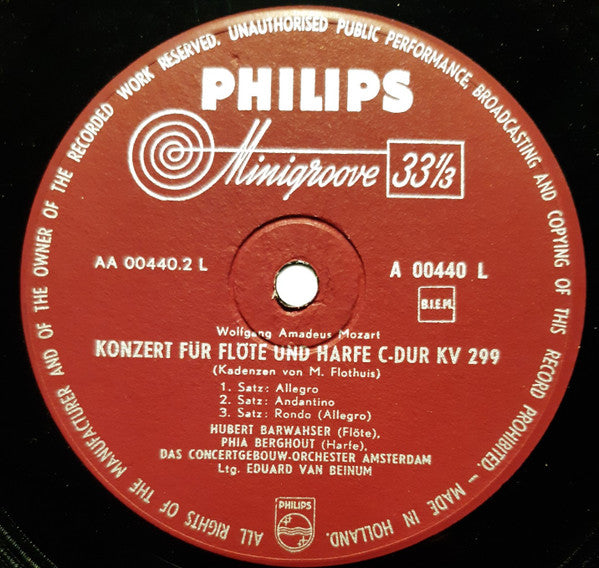 ALL RIGHTS OF THE MANUFACTURER AND OF THE OWNER OF THE RECORDED WORK RESERVED. UNAUTHORISED PUBLIC PERFORMANCE, BROADCASTING AND COPYING OF THIS RECORD PROHIBITED. – MADE IN HOLLAND.
PHILIPS
Minigroove 33⅓
AA 00440.2 L
A 00440 L
B.I.E.M.
Wolfgang Amadeus Mozart
KONZERT FÜR FLÖTE UND HARFE C-DUR KV 299
(Kadenzen von M. Flothuis)
1. Satz: Allegro
2. Satz: Andantino
3. Satz: Rondo (Allegro)
HUBERT BARWAHSER (Flöte),
PHIA BERGHOUT (Harfe),
DAS CONCERTGEBOUW-ORCHESTER AMSTERDAM
Ltg. EDUARD VAN BEINUM
PHILIPS